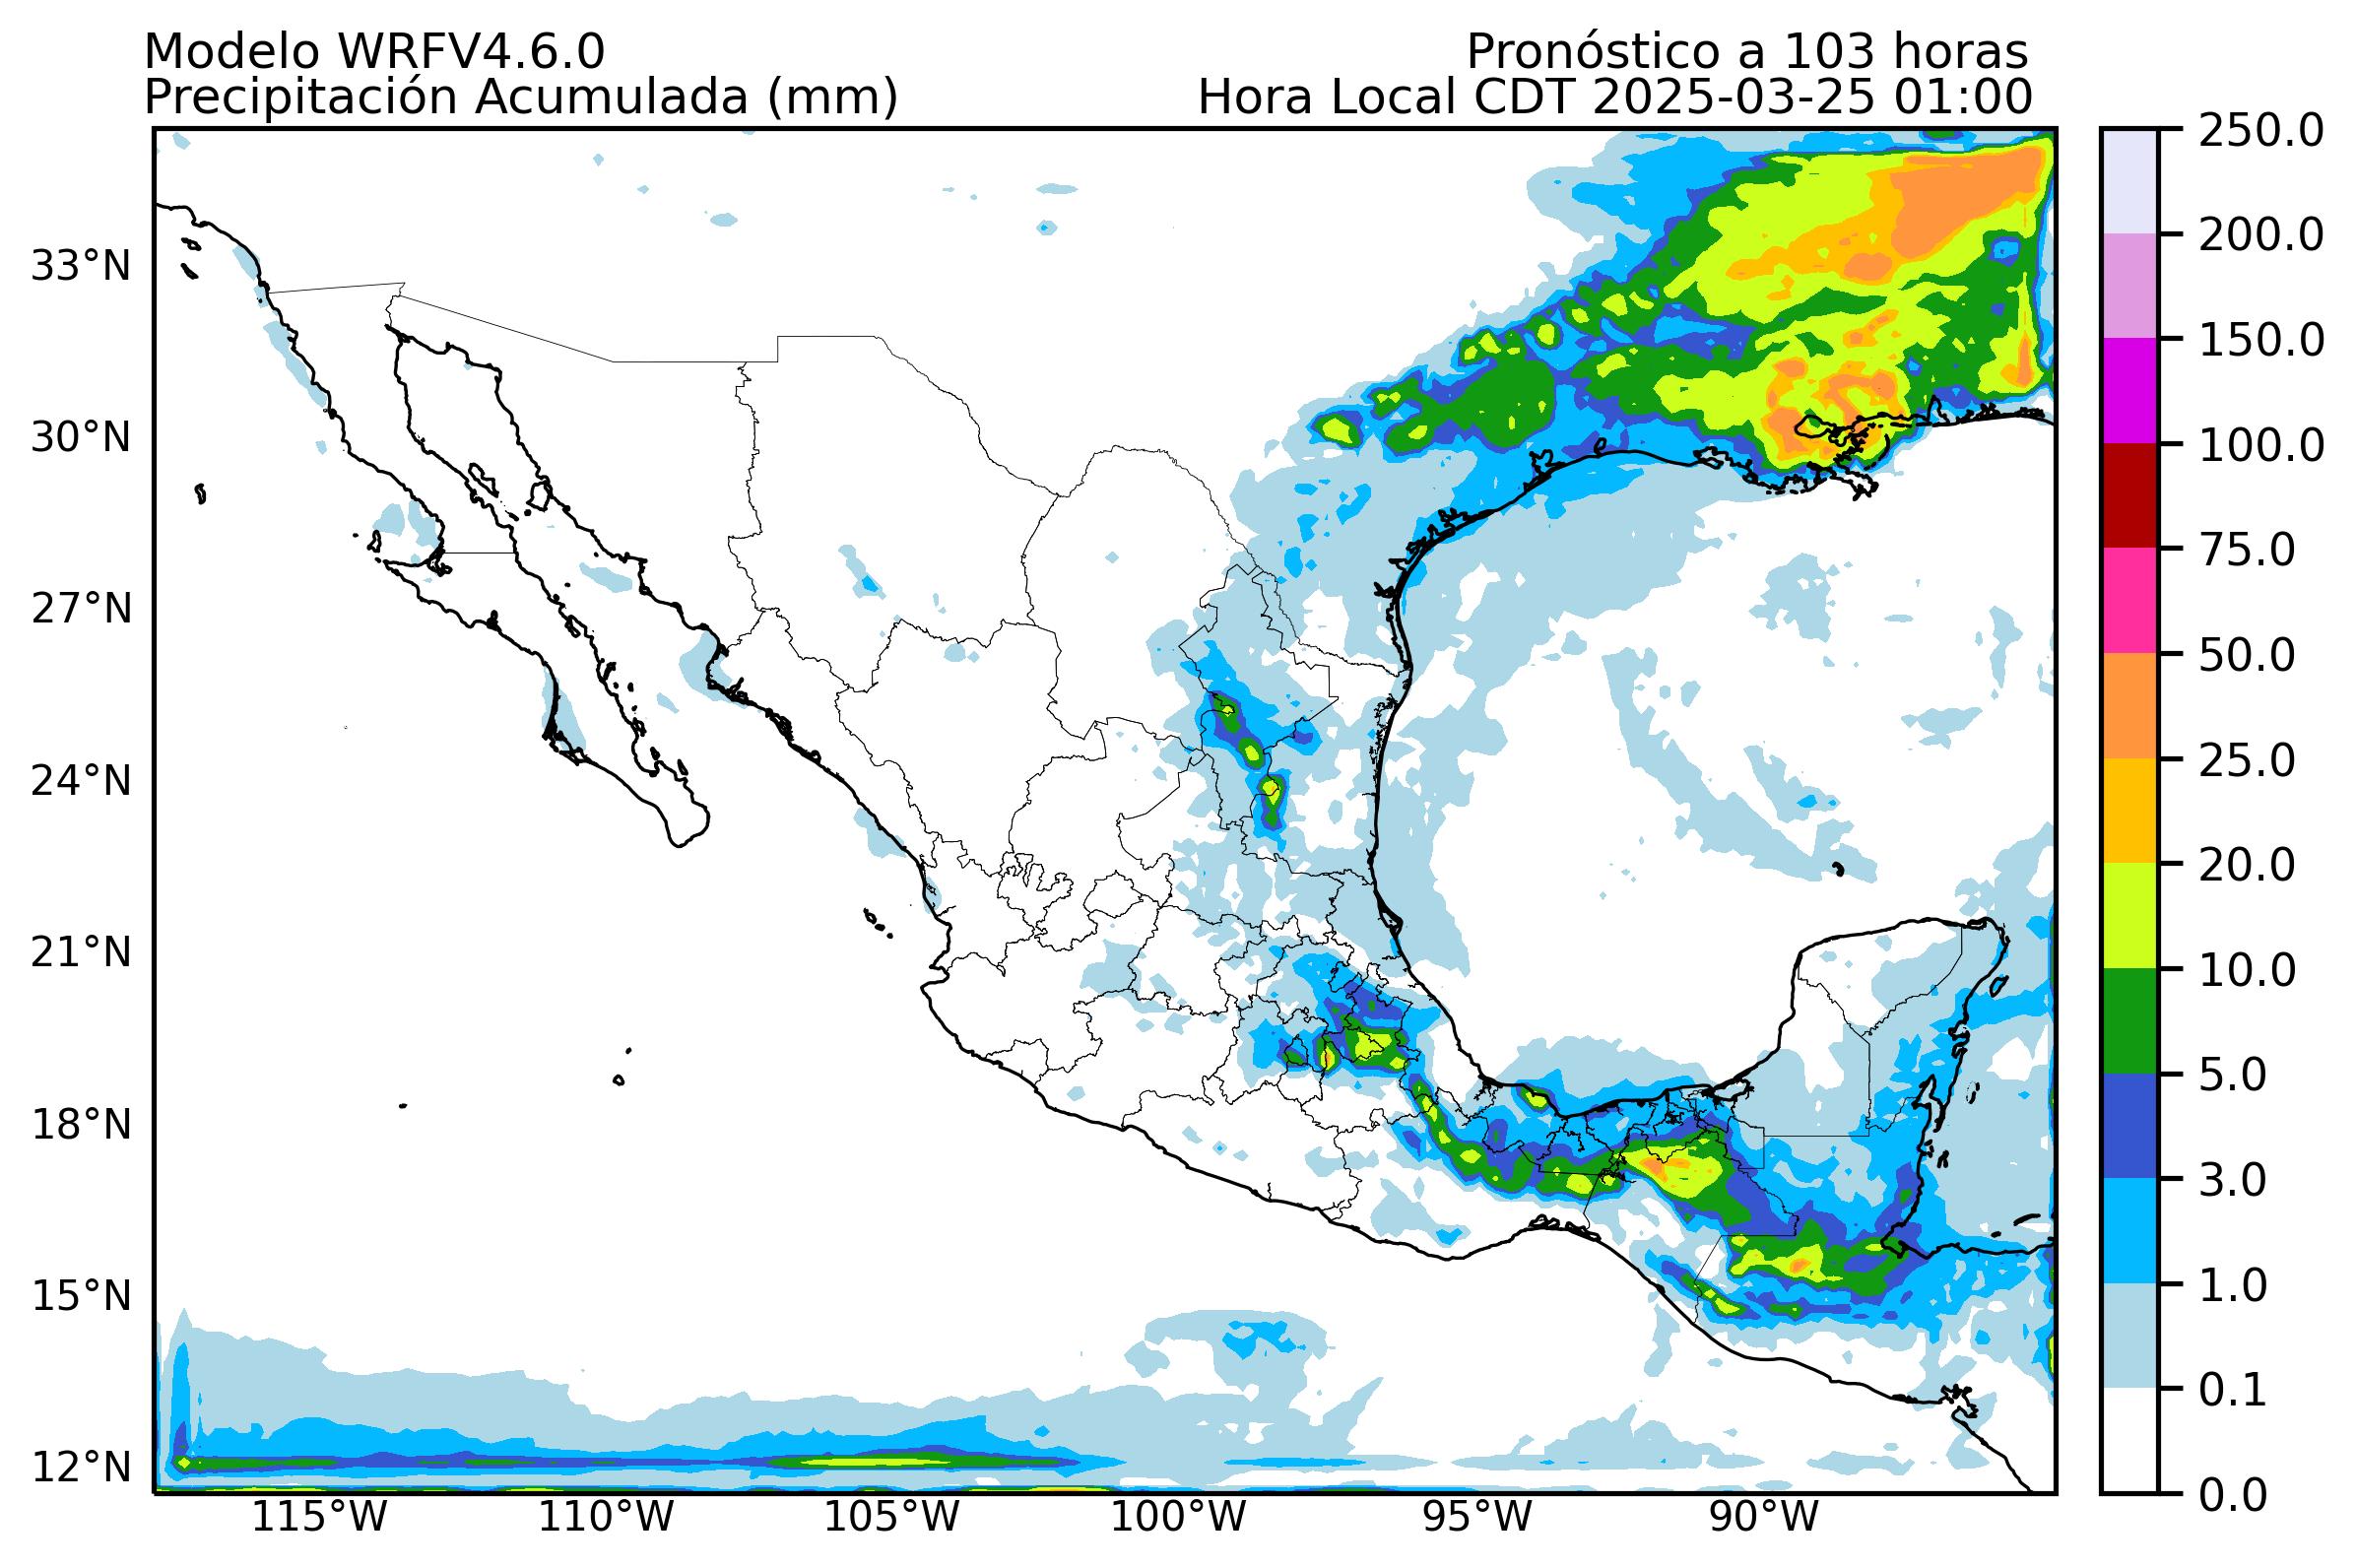 Modelo WRFV4.6.0
Pronóstico a 103 horas
Precipitación Acumulada (mm)
Hora Local CDT 2025-03-25 01:00
33°N
30°N
27°N
24°N
21°N
18°N
15°N
12°N
115°W
110°W
105°W
100°W
95°W
90°W
250.0
200.0
150.0
100.0
75.0
50.0
25.0
20.0
10.0
5.0
3.0
1.0
0.1
0.0